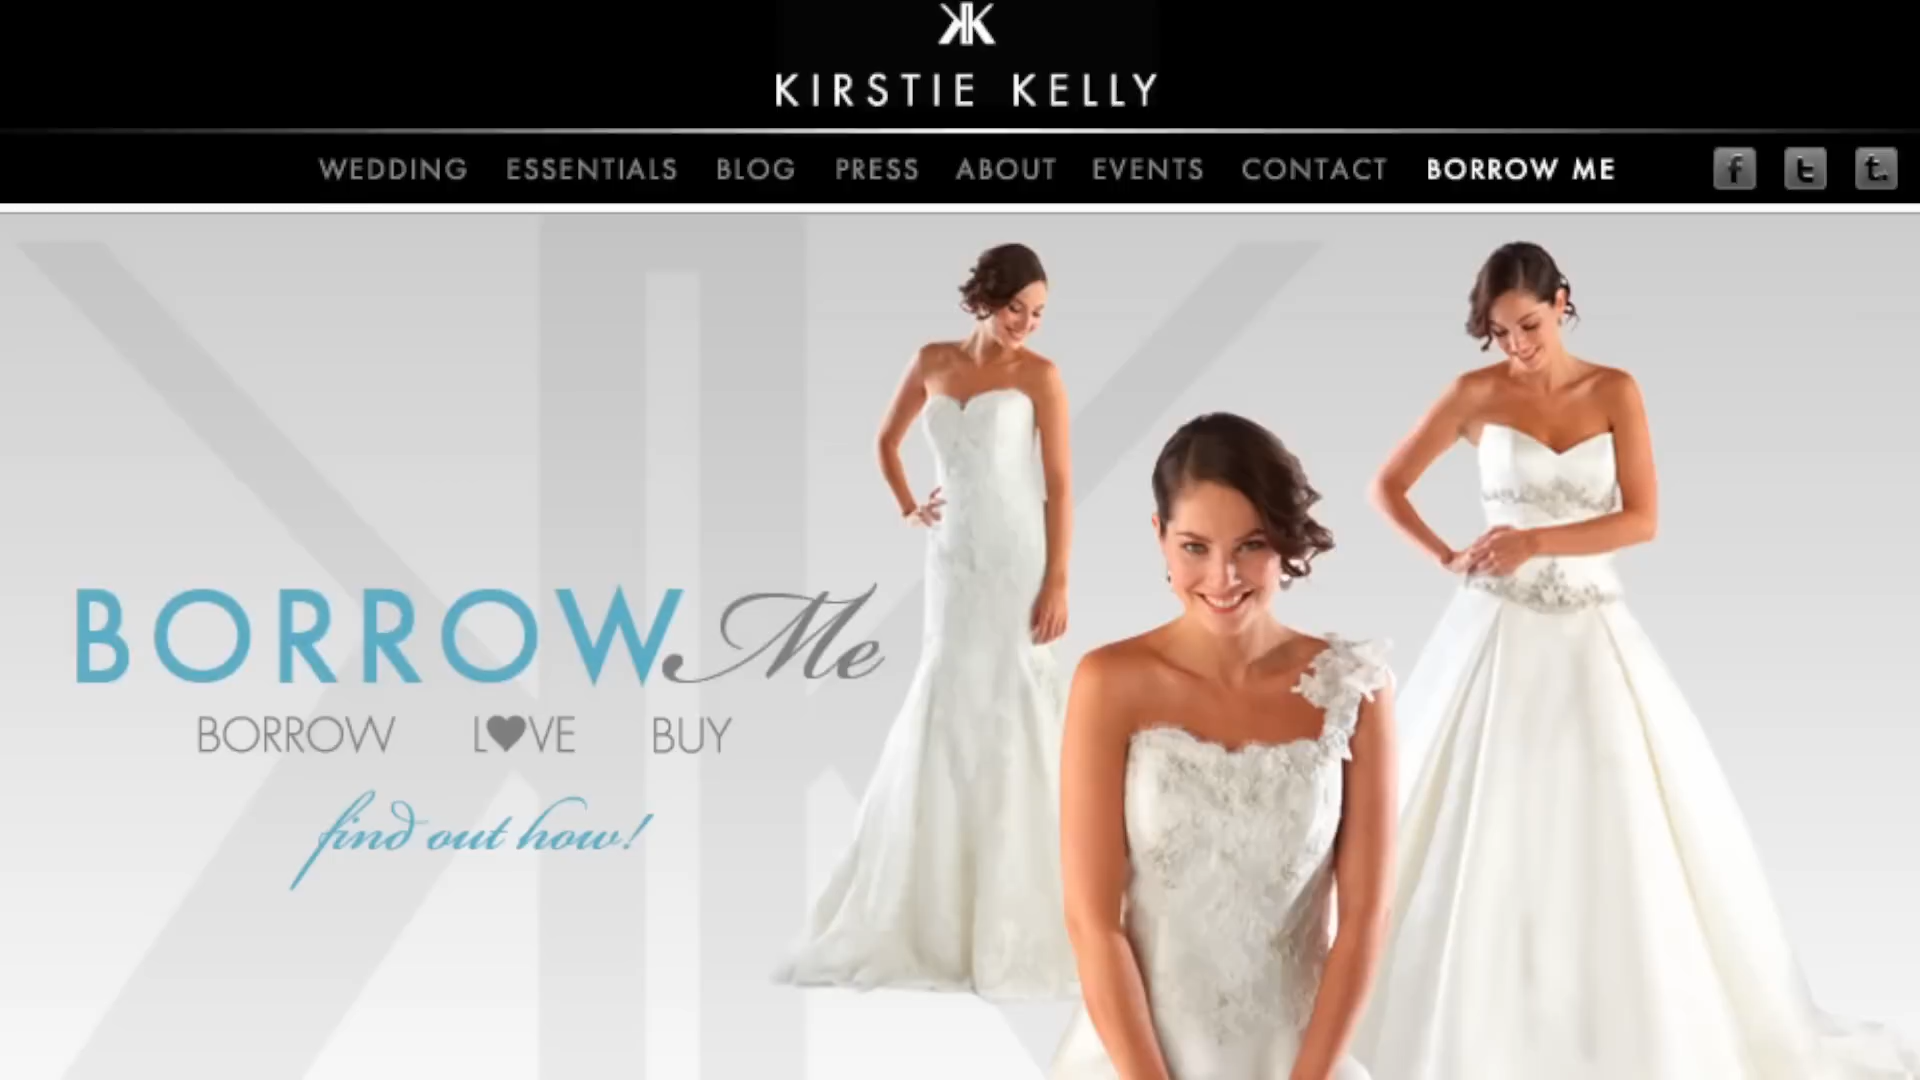 KK
KIRSTIE KELLY
WEDDING ESSENTIALS BLOG PRESS ABOUT EVENTS CONTACT BORROW ME f t t.
BORROW Me
BORROW L♥VE BUY
find out how!